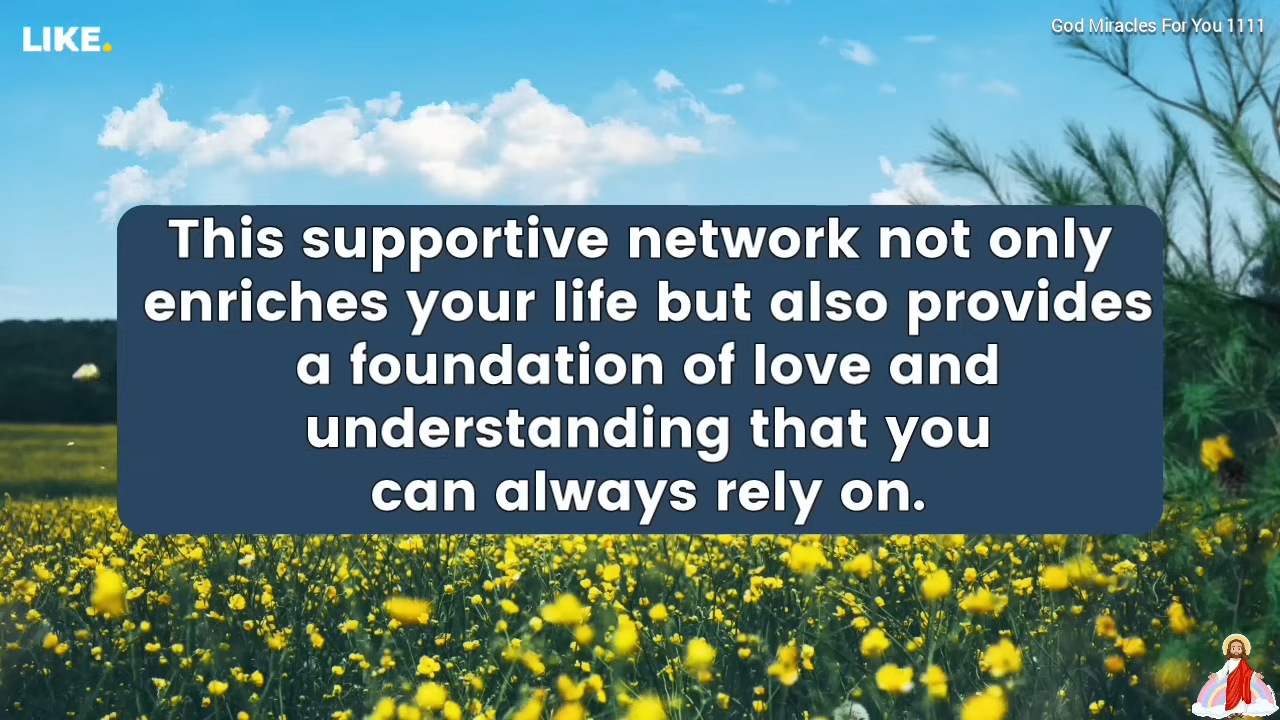 LIKE.
God Miracles For You 1111
This supportive network not only
enriches your life but also provides
a foundation of love and
understanding that you
can always rely on.